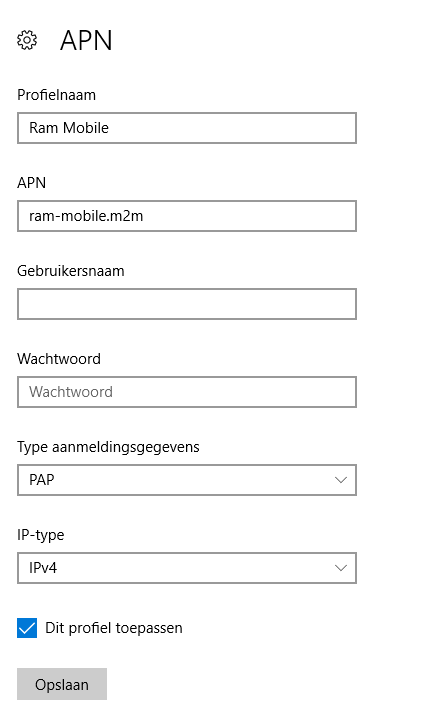 APN
Profielnaam
Ram Mobile
APN
ram-mobile.m2m
Gebruikersnaam
Wachtwoord
Wachtwoord
Type aanmeldingsgegevens
PAP
IP-type
IPv4
Dit profiel toepassen
Opslaan